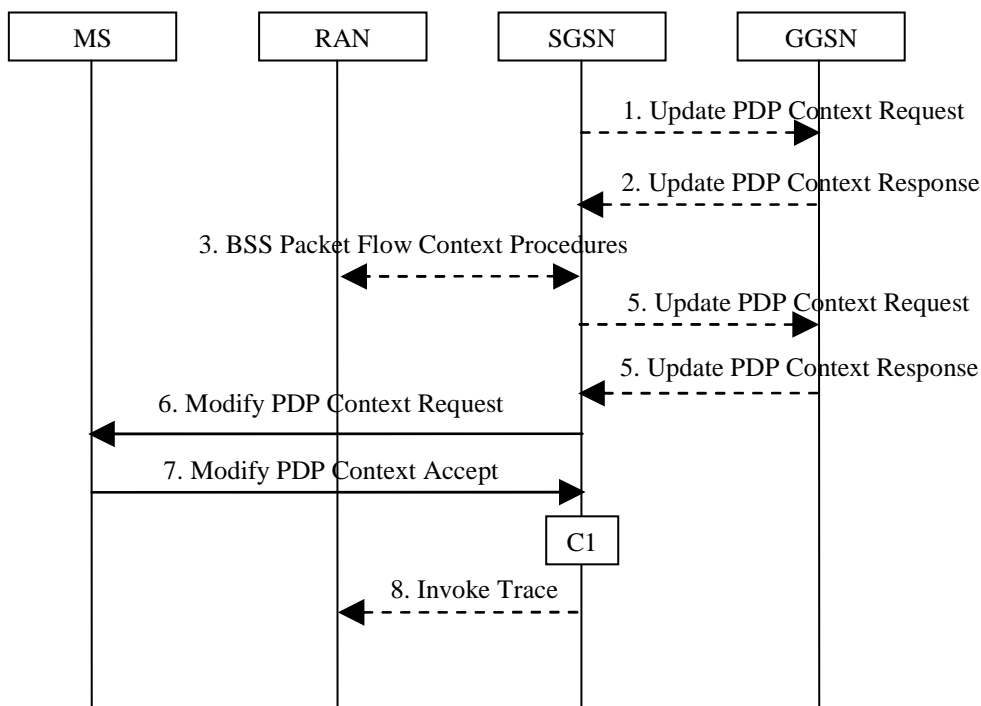 MS
RAN
SGSN
GGSN
1. Update PDP Context Request
2. Update PDP Context Response
3. BSS Packet Flow Context Procedures
5. Update PDP Context Request
5. Update PDP Context Response
6. Modify PDP Context Request
7. Modify PDP Context Accept
C1
8. Invoke Trace